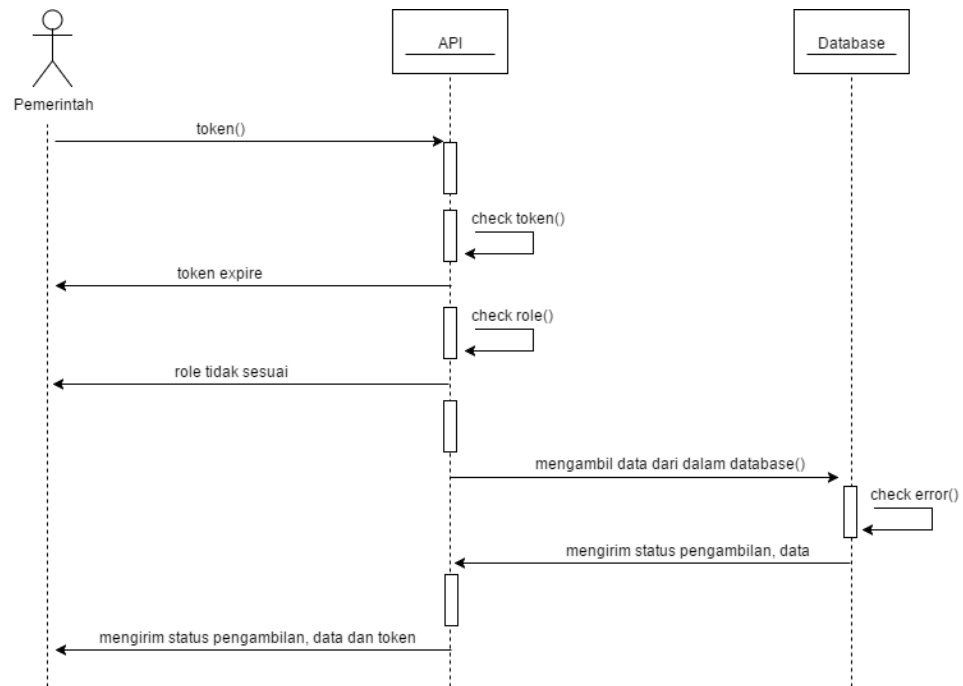 API
Database
Pemerintah
token()
check token()
token expire
check role()
role tidak sesuai
mengambil data dari dalam database()
check error()
mengirim status pengambilan, data
mengirim status pengambilan, data dan token